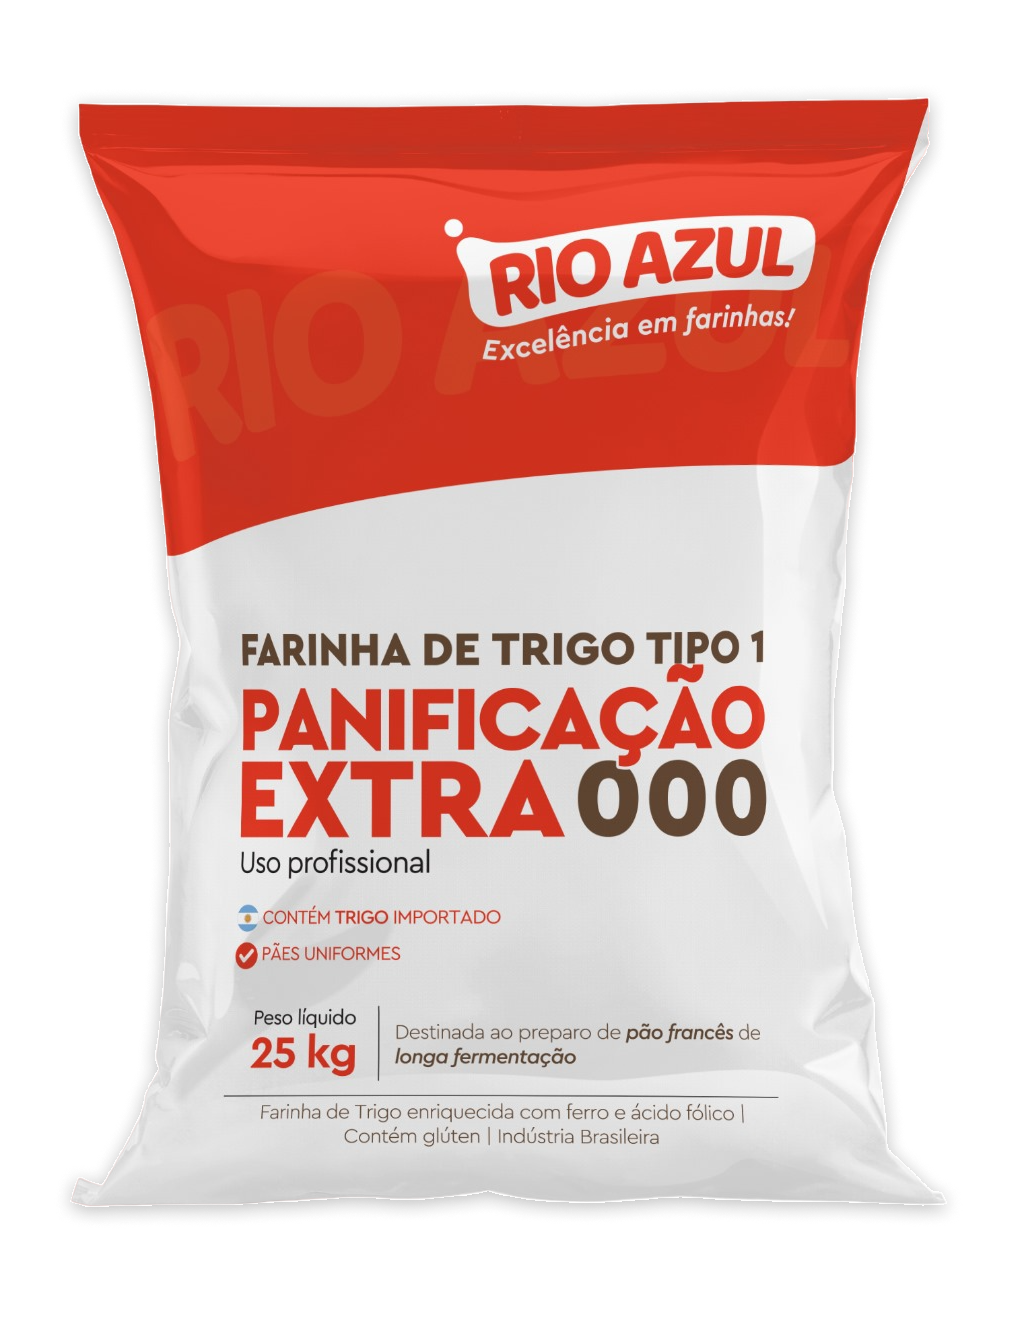 RIO AZUL
Excelência em farinhas!
RIO AZUL
FARINHA DE TRIGO TIPO 1
PANIFICAÇÃO
EXTRA 000
Uso profissional
CONTÉM TRIGO IMPORTADO
PÃES UNIFORMES
Peso líquido
25 kg
Destinada ao preparo de pão francês de
longa fermentação
Farinha de Trigo enriquecida com ferro e ácido fólico |
Contém glúten | Indústria Brasileira